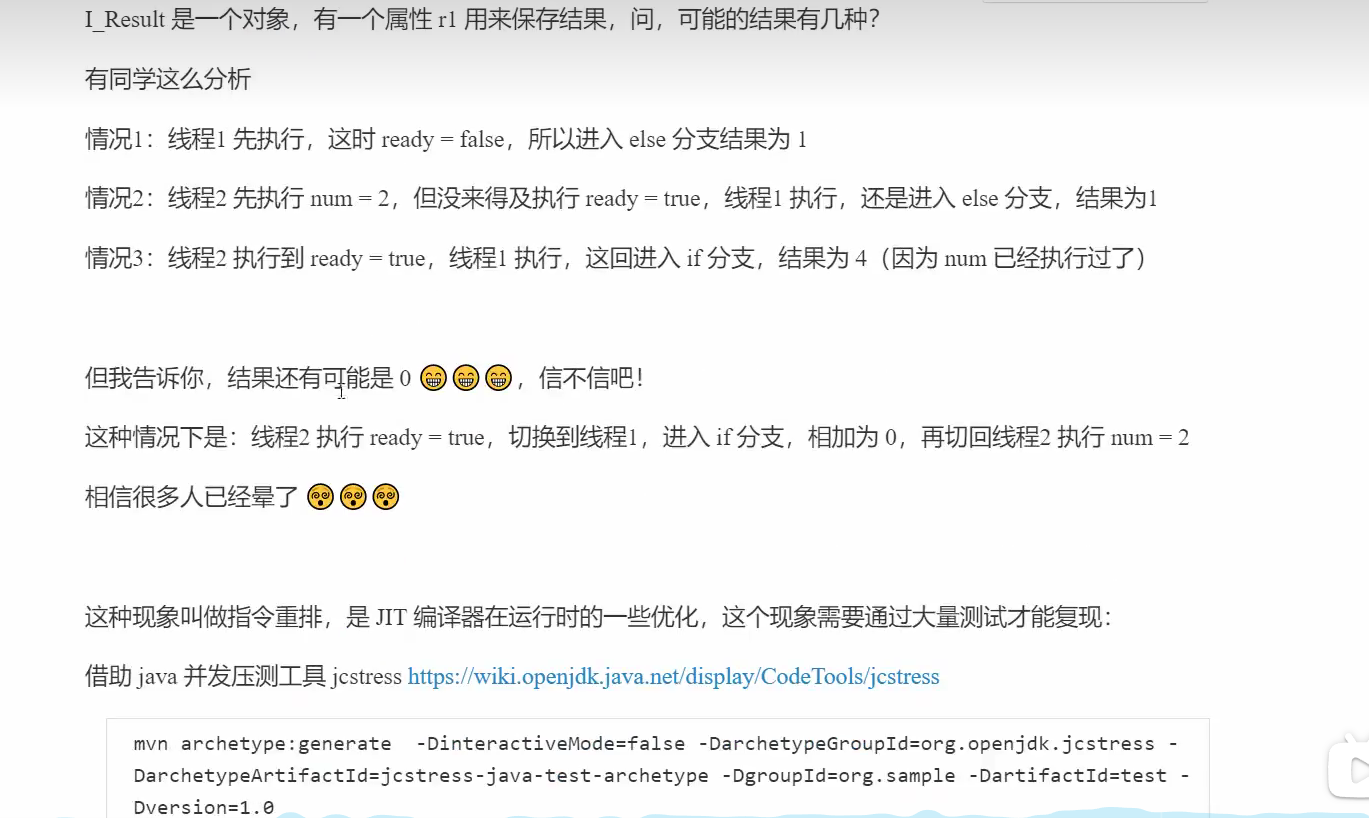 I_Result 是一个对象，有一个属性 r1 用来保存结果，问，可能的结果有几种？
有同学这么分析
情况1：线程1 先执行，这时 ready = false，所以进入 else 分支结果为 1
情况2：线程2 先执行 num = 2，但没来得及执行 ready = true，线程1 执行，还是进入 else 分支，结果为1
情况3：线程2 执行到 ready = true，线程1 执行，这回进入 if 分支，结果为 4（因为 num 已经执行过了）
但我告诉你，结果还有可能是 0 😁😁😁，信不信吧！
这种情况下是：线程2 执行 ready = true，切换到线程1，进入 if 分支，相加为 0，再切回线程2 执行 num = 2
相信很多人已经晕了 😵😵😵
这种现象叫做指令重排，是 JIT 编译器在运行时的一些优化，这个现象需要通过大量测试才能复现：
借助 java 并发压测工具 jcstress https://wiki.openjdk.java.net/display/CodeTools/jcstress
mvn archetype:generate  -DinteractiveMode=false -DarchetypeGroupId=org.openjdk.jcstress -
DarchetypeArtifactId=jcstress-java-test-archetype -DgroupId=org.sample -DartifactId=test -
Dversion=1.0